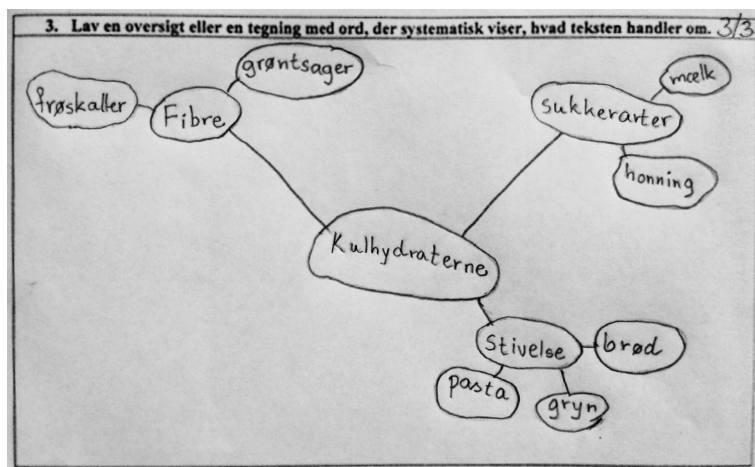 3. Lav en oversigt eller en tegning med ord, der systematisk viser, hvad teksten handler om. 3/3
grøntsager
frøskaller
Fibre
mælk
sukkerarter
honning
Kulhydraterne
Stivelse
brød
pasta
gryn